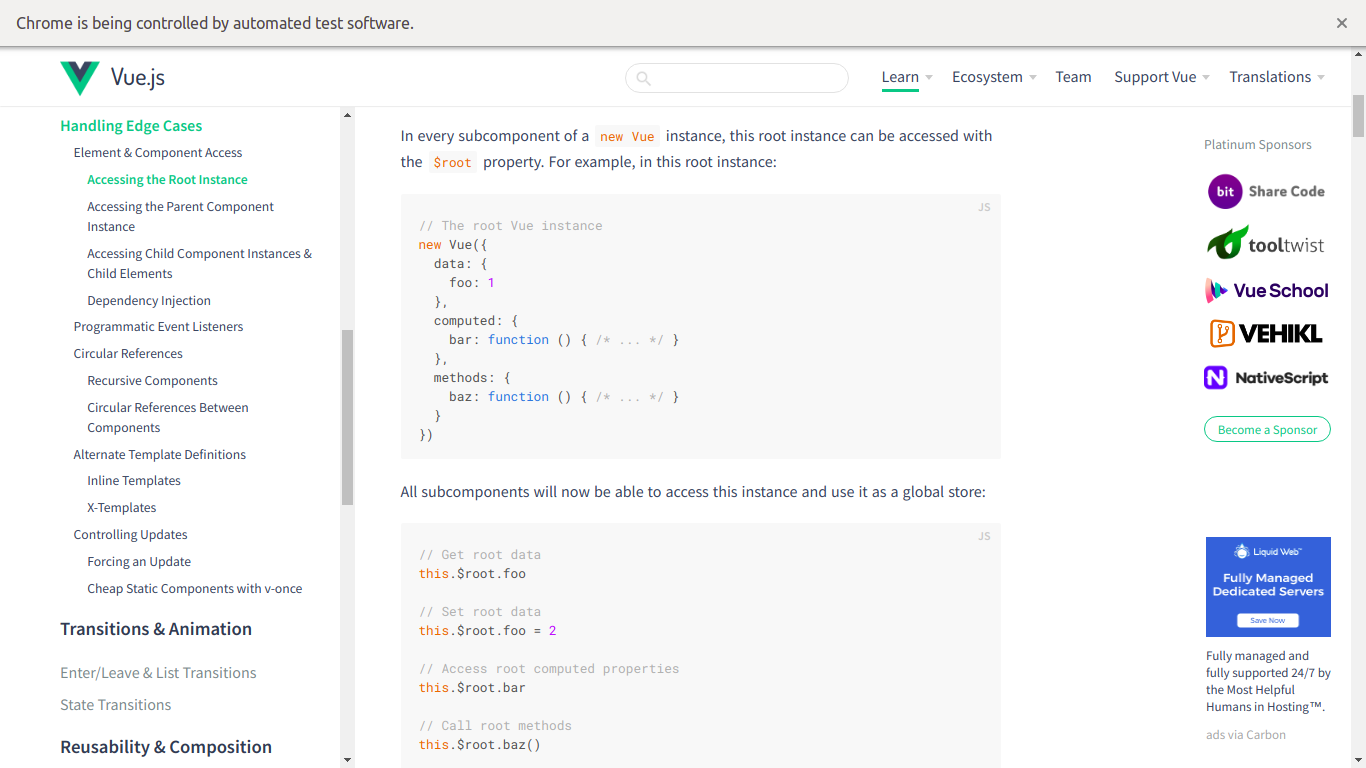 Chrome is being controlled by automated test software.
Vue.js
Learn
Ecosystem
Team
Support Vue
Translations
Handling Edge Cases
Element & Component Access
Accessing the Root Instance
Accessing the Parent Component
Instance
Accessing Child Component Instances &
Child Elements
Dependency Injection
Programmatic Event Listeners
Circular References
Recursive Components
Circular References Between
Components
Alternate Template Definitions
Inline Templates
X-Templates
Controlling Updates
Forcing an Update
Cheap Static Components with v-once
Transitions & Animation
Enter/Leave & List Transitions
State Transitions
Reusability & Composition
In every subcomponent of a new Vue instance, this root instance can be accessed with
the $root property. For example, in this root instance:
JS
// The root Vue instance
new Vue({
  data: {
    foo: 1
  },
  computed: {
    bar: function () { /* ... */ }
  },
  methods: {
    baz: function () { /* ... */ }
  }
})
All subcomponents will now be able to access this instance and use it as a global store:
JS
// Get root data
this.$root.foo
// Set root data
this.$root.foo = 2
// Access root computed properties
this.$root.bar
// Call root methods
this.$root.baz()
Platinum Sponsors
bit Share Code
tooltwist
Vue School
VEHIKL
NativeScript
Become a Sponsor
Liquid Web™
Fully Managed
Dedicated Servers
Save Now
Fully managed and
fully supported 24/7 by
the Most Helpful
Humans in Hosting™.
ads via Carbon